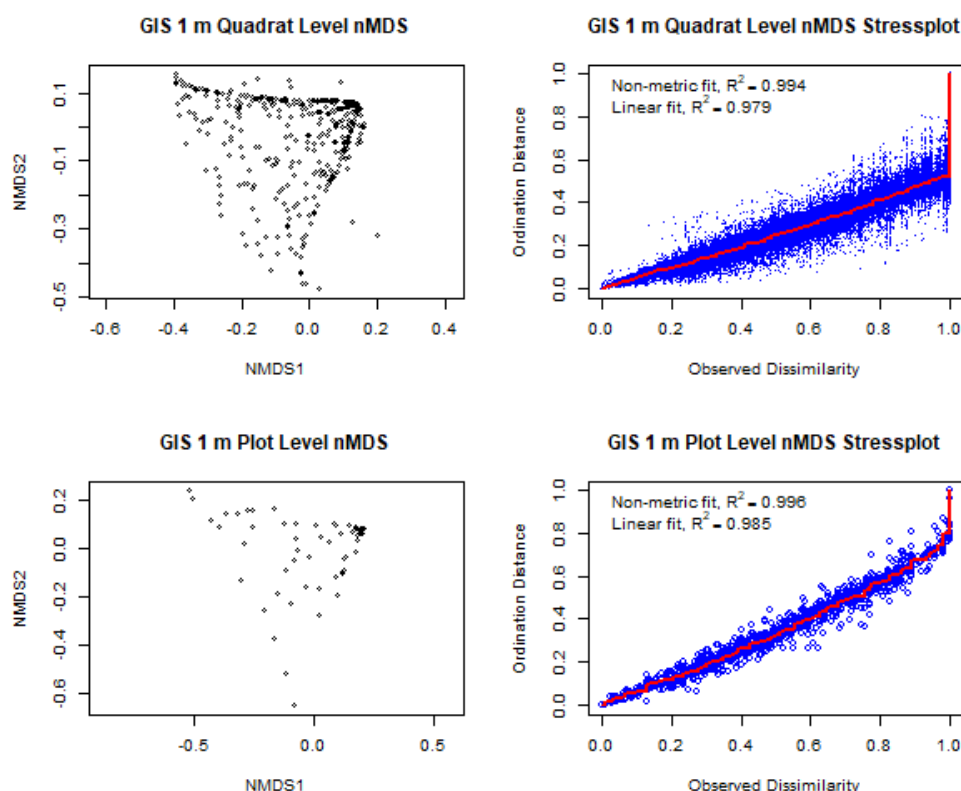 GIS 1 m Quadrat Level nMDS
NMDS2
0.1
-0.1
-0.3
-0.5
-0.6
-0.4
-0.2
0.0
0.2
0.4
NMDS1
GIS 1 m Quadrat Level nMDS Stressplot
Non-metric fit, R² = 0.994
Linear fit, R² = 0.979
Ordination Distance
1.0
0.8
0.6
0.4
0.2
0.0
0.0
0.2
0.4
0.6
0.8
1.0
Observed Dissimilarity
GIS 1 m Plot Level nMDS
NMDS2
0.2
0.0
-0.2
-0.4
-0.6
-0.5
0.0
0.5
NMDS1
GIS 1 m Plot Level nMDS Stressplot
Non-metric fit, R² = 0.996
Linear fit, R² = 0.985
Ordination Distance
1.0
0.8
0.6
0.4
0.2
0.0
0.0
0.2
0.4
0.6
0.8
1.0
Observed Dissimilarity